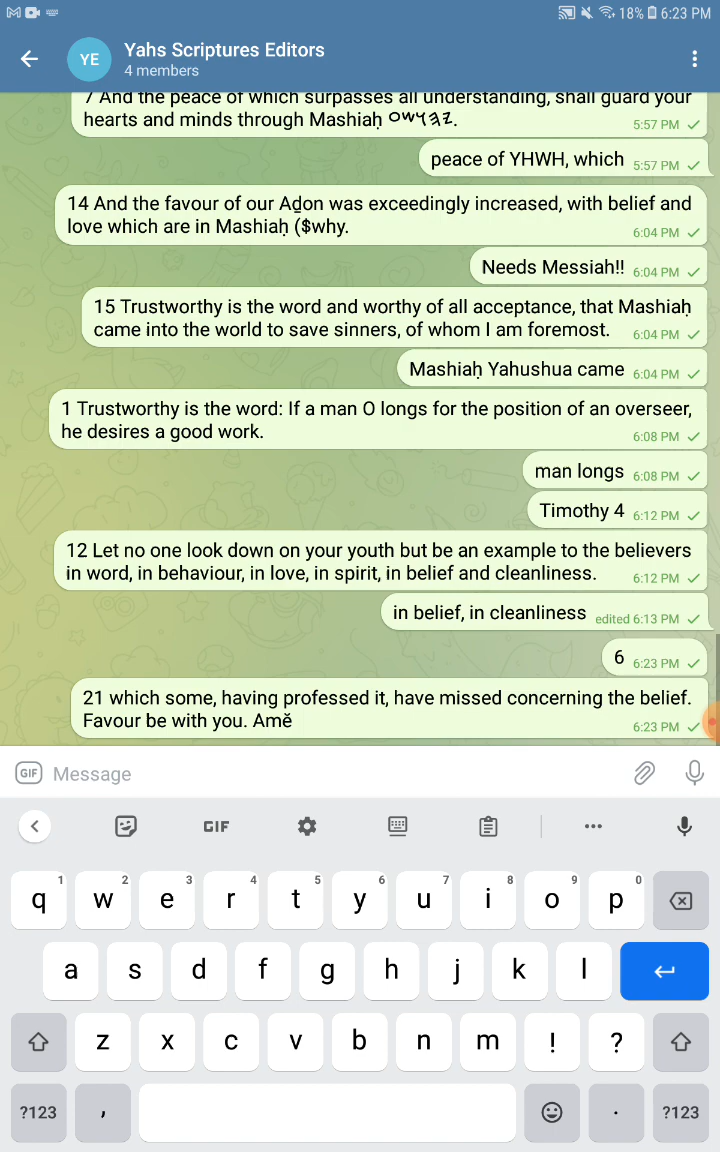 18% 6:23 PM
YE
Yahs Scriptures Editors
4 members
7 And the peace of which surpasses all understanding, shall guard your
hearts and minds through Mashiaḥ
5:57 PM
peace of YHWH, which
5:57 PM
14 And the favour of our Aḏon was exceedingly increased, with belief and
love which are in Mashiaḥ ($why.
6:04 PM
Needs Messiah!!
6:04 PM
15 Trustworthy is the word and worthy of all acceptance, that Mashiaḥ
came into the world to save sinners, of whom I am foremost.
6:04 PM
Mashiaḥ Yahushua came
6:04 PM
1 Trustworthy is the word: If a man O longs for the position of an overseer,
he desires a good work.
6:08 PM
man longs
6:08 PM
Timothy 4
6:12 PM
12 Let no one look down on your youth but be an example to the believers
in word, in behaviour, in love, in spirit, in belief and cleanliness.
6:12 PM
in belief, in cleanliness
edited 6:13 PM
6
6:23 PM
21 which some, having professed it, have missed concerning the belief.
Favour be with you. Amĕ
6:23 PM
GIF Message
GIF
1 2 3 4 5 6 7 8 9 0
q w e r t y u i o p
a s d f g h j k l
z x c v b n m ! ?
?123 , . ?123